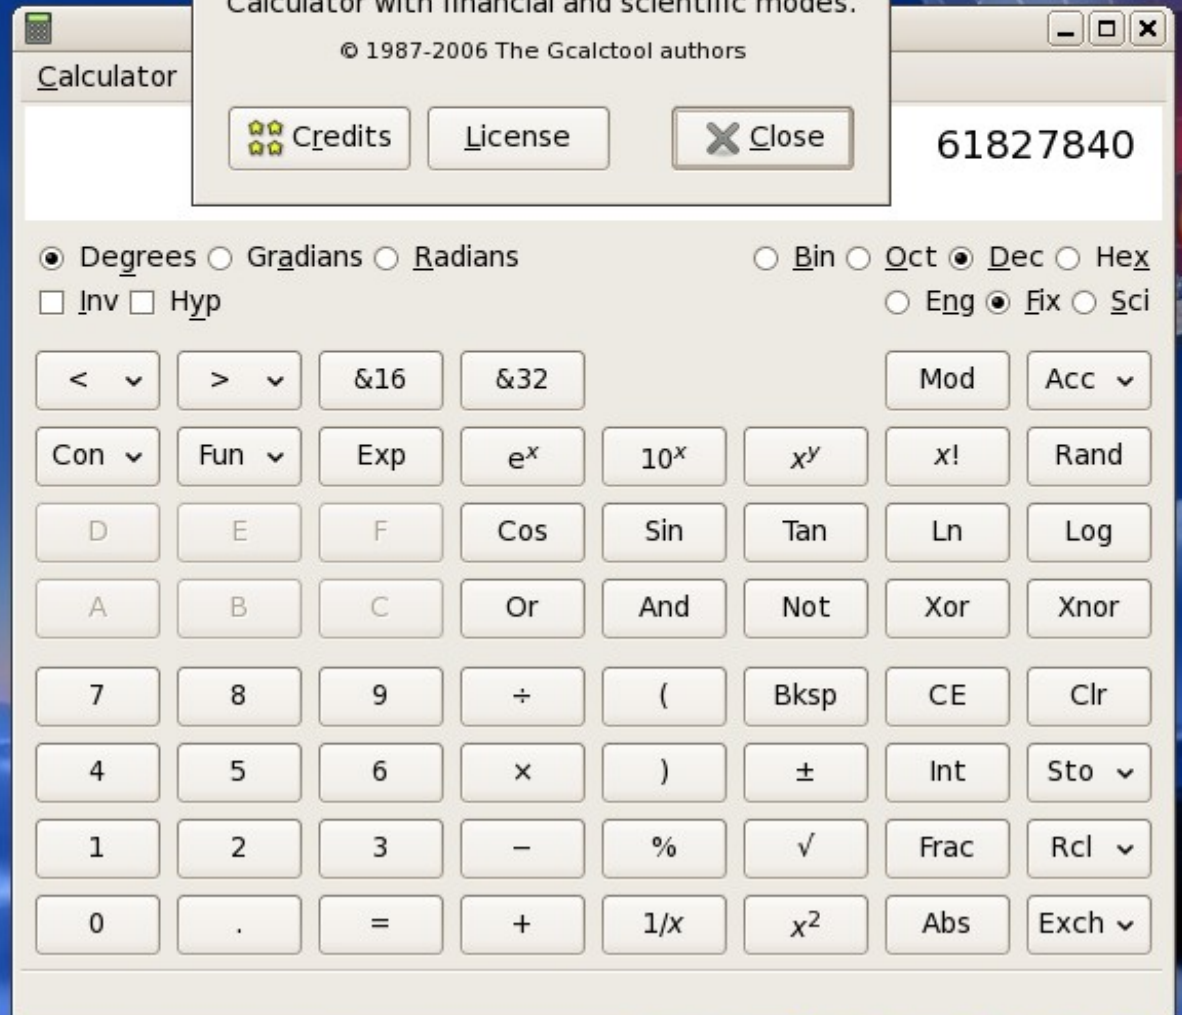 Calculator with financial and scientific modes.
© 1987-2006 The Gcalctool authors
Calculator
Credits License Close
61827840
Degrees Gradians Radians Bin Oct Dec Hex
Inv Hyp Eng Fix Sci
< > &16 &32 Mod Acc
Con Fun Exp eˣ 10ˣ xʸ x! Rand
D E F Cos Sin Tan Ln Log
A B C Or And Not Xor Xnor
7 8 9 ÷ ( Bksp CE Clr
4 5 6 × ) ± Int Sto
1 2 3 − % √ Frac Rcl
0 . = + 1/x x² Abs Exch